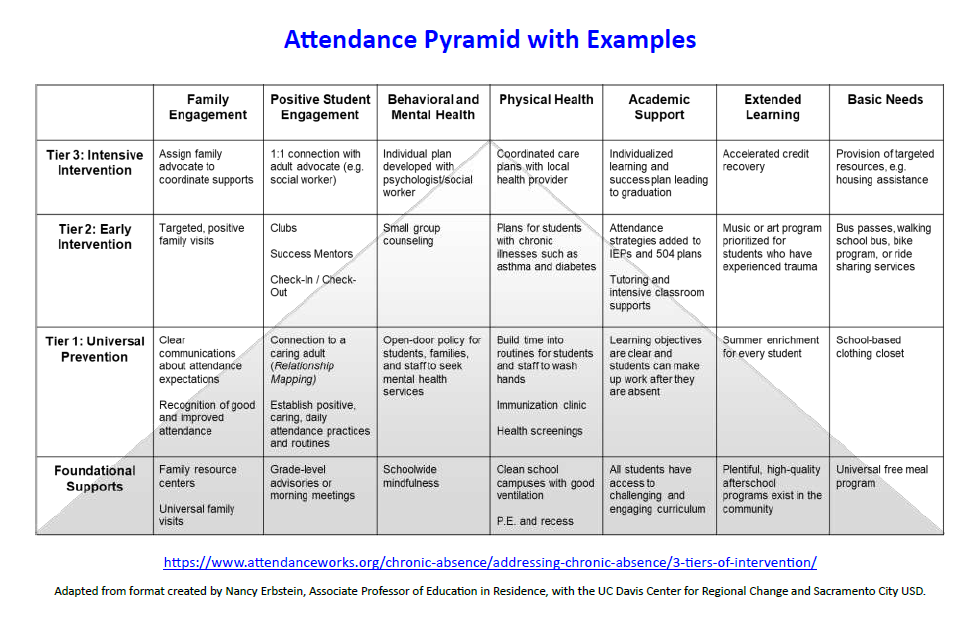 Attendance Pyramid with Examples
Family Engagement
Positive Student Engagement
Behavioral and Mental Health
Physical Health
Academic Support
Extended Learning
Basic Needs
Tier 3: Intensive Intervention
Assign family advocate to coordinate supports
1:1 connection with adult advocate (e.g. social worker)
Individual plan developed with psychologist/social worker
Coordinated care plans with local health provider
Individualized learning and success plan leading to graduation
Accelerated credit recovery
Provision of targeted resources, e.g. housing assistance
Tier 2: Early Intervention
Targeted, positive family visits
Clubs
Success Mentors
Check-In / Check-Out
Small group counseling
Plans for students with chronic illnesses such as asthma and diabetes
Attendance strategies added to IEPs and 504 plans
Tutoring and intensive classroom supports
Music or art program prioritized for students who have experienced trauma
Bus passes, walking school bus, bike program, or ride sharing services
Tier 1: Universal Prevention
Clear communications about attendance expectations
Recognition of good and improved attendance
Connection to a caring adult (Relationship Mapping)
Establish positive, caring, daily attendance practices and routines
Open-door policy for students, families, and staff to seek mental health services
Build time into routines for students and staff to wash hands
Immunization clinic
Health screenings
Learning objectives are clear and students can make up work after they are absent
Summer enrichment for every student
School-based clothing closet
Foundational Supports
Family resource centers
Universal family visits
Grade-level advisories or morning meetings
Schoolwide mindfulness
Clean school campuses with good ventilation
P.E. and recess
All students have access to challenging and engaging curriculum
Plentiful, high-quality afterschool programs exist in the community
Universal free meal program
https://www.attendanceworks.org/chronic-absence/addressing-chronic-absence/3-tiers-of-intervention/
Adapted from format created by Nancy Erbstein, Associate Professor of Education in Residence, with the UC Davis Center for Regional Change and Sacramento City USD.